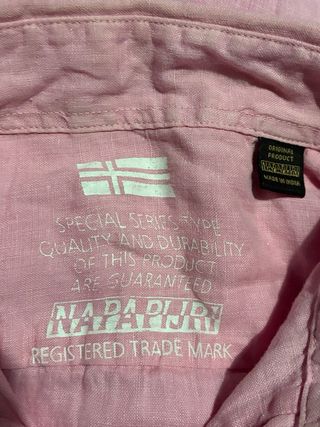 SPECIAL SERIES TYPE
QUALITY AND DURABILITY
OF THIS PRODUCT
ARE GUARANTEED
NAPAPIJRI
REGISTERED TRADE MARK
ORIGINAL
PRODUCT
NAPAPIJRI
MADE IN INDIA